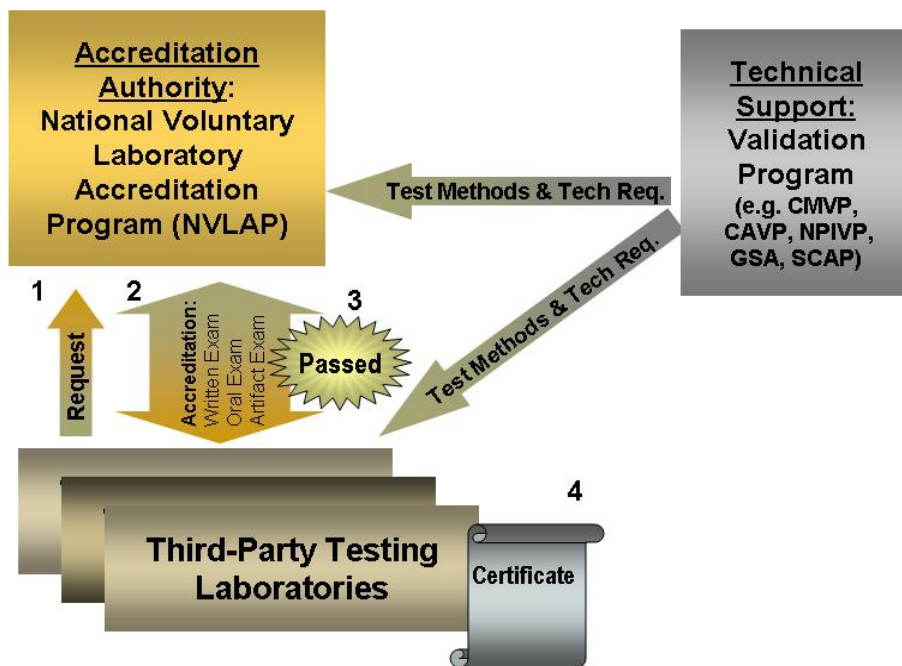 Accreditation
Authority:
National Voluntary
Laboratory
Accreditation
Program (NVLAP)
Technical
Support:
Validation
Program
(e.g. CMVP,
CAVP, NPIVP,
GSA, SCAP)
Test Methods & Tech Req.
Test Methods & Tech Req.
1
Request
2
Accreditation:
Written Exam
Oral Exam
Artifact Exam
3
Passed
Third-Party Testing
Laboratories
4
Certificate